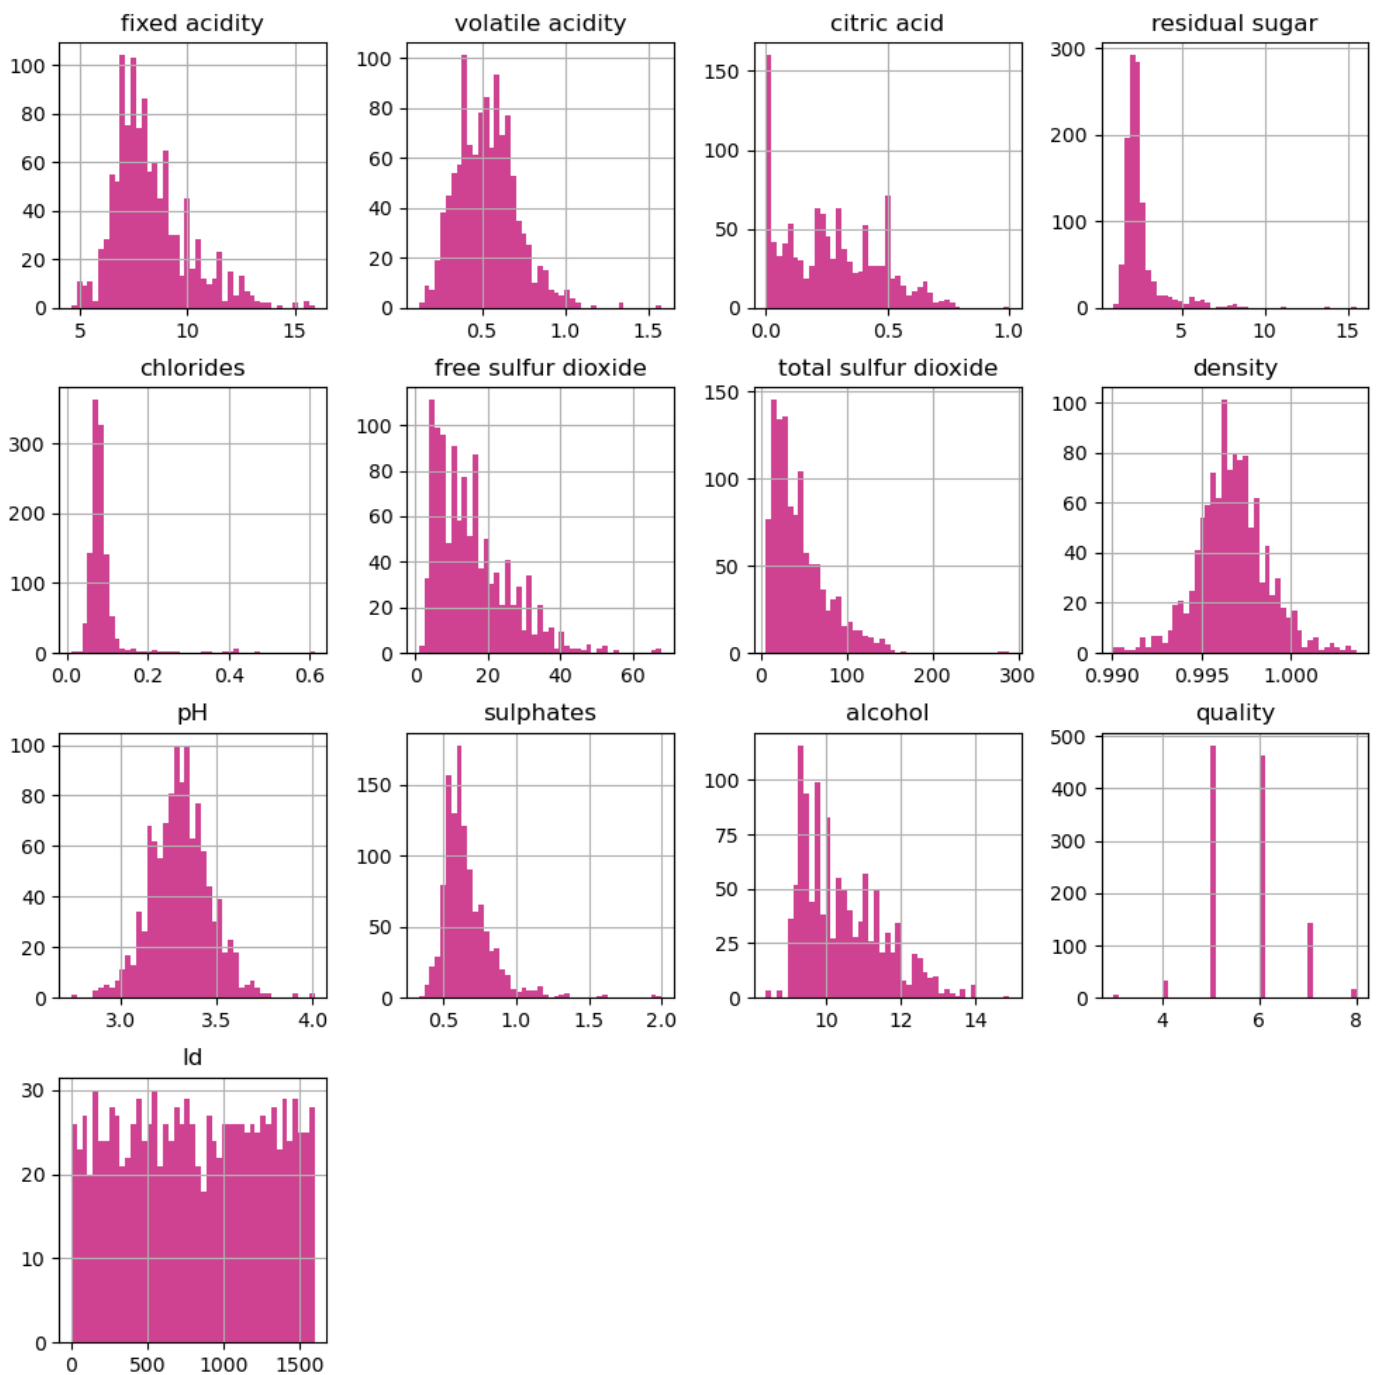 fixed acidity
100
80
60
40
20
0
5 10 15
volatile acidity
100
80
60
40
20
0
0.5 1.0 1.5
citric acid
150
100
50
0
0.0 0.5 1.0
residual sugar
300
200
100
0
5 10 15
chlorides
300
200
100
0
0.0 0.2 0.4 0.6
free sulfur dioxide
100
80
60
40
20
0
0 20 40 60
total sulfur dioxide
150
100
50
0
0 100 200 300
density
100
80
60
40
20
0
0.990 0.995 1.000
pH
100
80
60
40
20
0
3.0 3.5 4.0
sulphates
150
100
50
0
0.5 1.0 1.5 2.0
alcohol
100
75
50
25
0
10 12 14
quality
500
400
300
200
100
0
4 6 8
Id
30
20
10
0
0 500 1000 1500